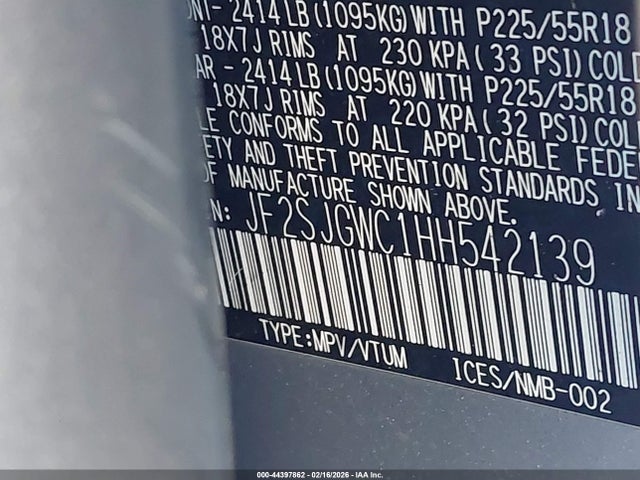 - 2414 LB (1095KG) WITH P225/55R18
18X7J RIMS AT 230 KPA ( 33 PSI) COLD
AR - 2414 LB (1095KG) WITH P225/55R18
18X7J RIMS AT 220 KPA ( 32 PSI) COL
LE CONFORMS TO ALL APPLICABLE FEDE
ETY AND THEFT PREVENTION STANDARDS IN
OF MANUFACTURE SHOWN ABOVE.
N: JF2SJGWC1HH542139
TYPE:MPV/VTUM
ICES/NMB-002
000-44397862 - 02/16/2026 - IAA Inc.